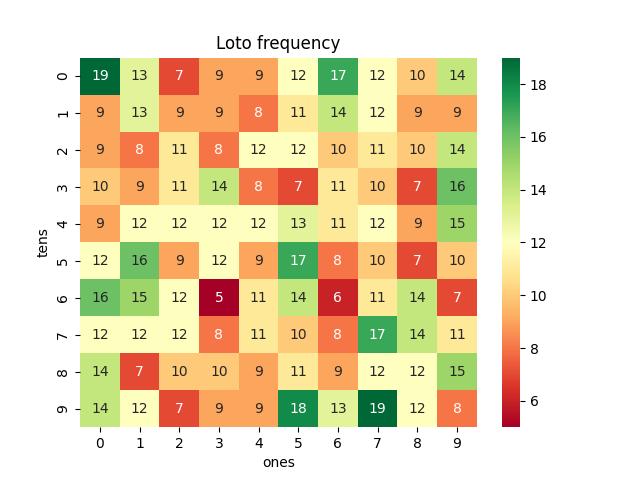 Loto frequency
0 19 13 7 9 9 12 17 12 10 14
1 9 13 9 9 8 11 14 12 9 9
2 9 8 11 8 12 12 10 11 10 14
3 10 9 11 14 8 7 11 10 7 16
4 9 12 12 12 12 13 11 12 9 15
5 12 16 9 12 9 17 8 10 7 10
6 16 15 12 5 11 14 6 11 14 7
7 12 12 12 8 11 10 8 17 14 11
8 14 7 10 10 9 11 9 12 12 15
9 14 12 7 9 9 18 13 19 12 8
0 1 2 3 4 5 6 7 8 9
tens
ones
18
16
14
12
10
8
6